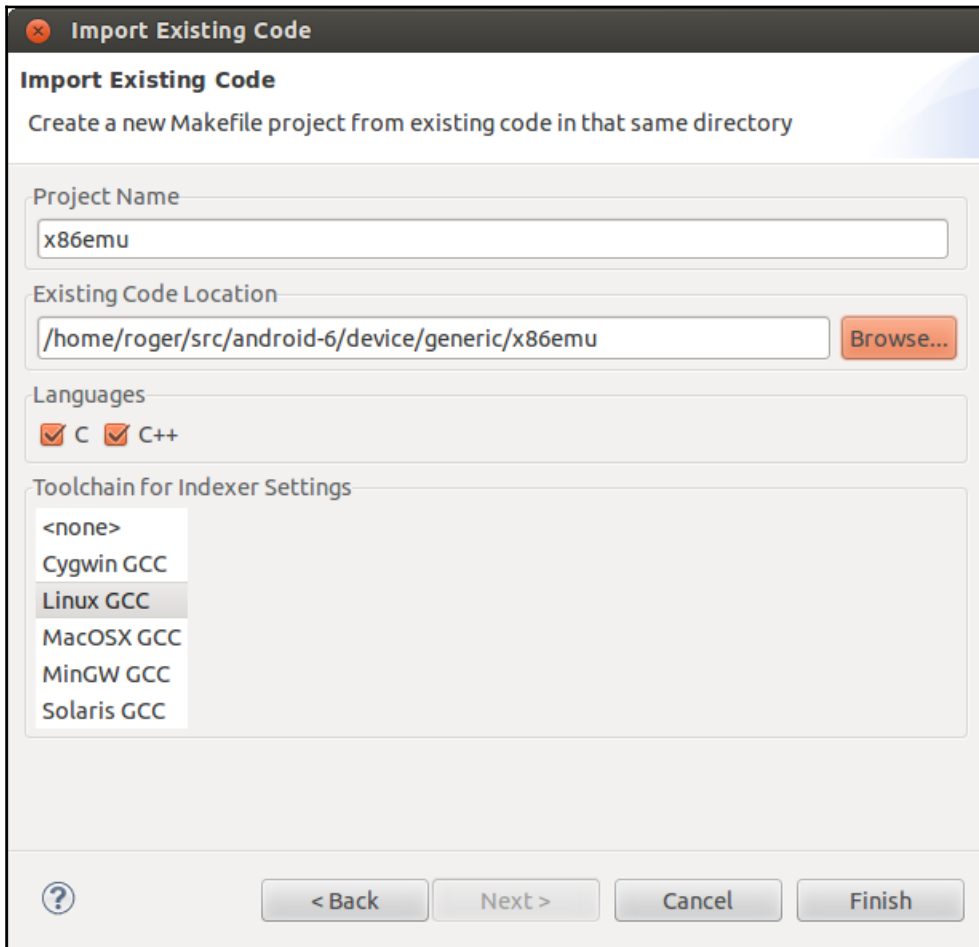 Import Existing Code
Import Existing Code
Create a new Makefile project from existing code in that same directory
Project Name
x86emu
Existing Code Location
/home/roger/src/android-6/device/generic/x86emu Browse...
Languages
C C++
Toolchain for Indexer Settings
<none>
Cygwin GCC
Linux GCC
MacOSX GCC
MinGW GCC
Solaris GCC
? < Back Next > Cancel Finish